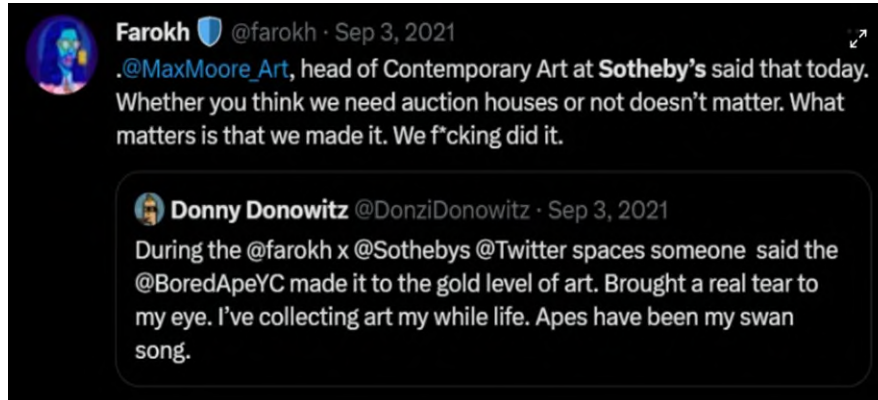 Farokh @farokh · Sep 3, 2021
.@MaxMoore_Art, head of Contemporary Art at Sotheby's said that today.
Whether you think we need auction houses or not doesn't matter. What
matters is that we made it. We f*cking did it.
Donny Donowitz @DonziDonowitz · Sep 3, 2021
During the @farokh x @Sothebys @Twitter spaces someone said the
@BoredApeYC made it to the gold level of art. Brought a real tear to
my eye. I've collecting art my while life. Apes have been my swan
song.